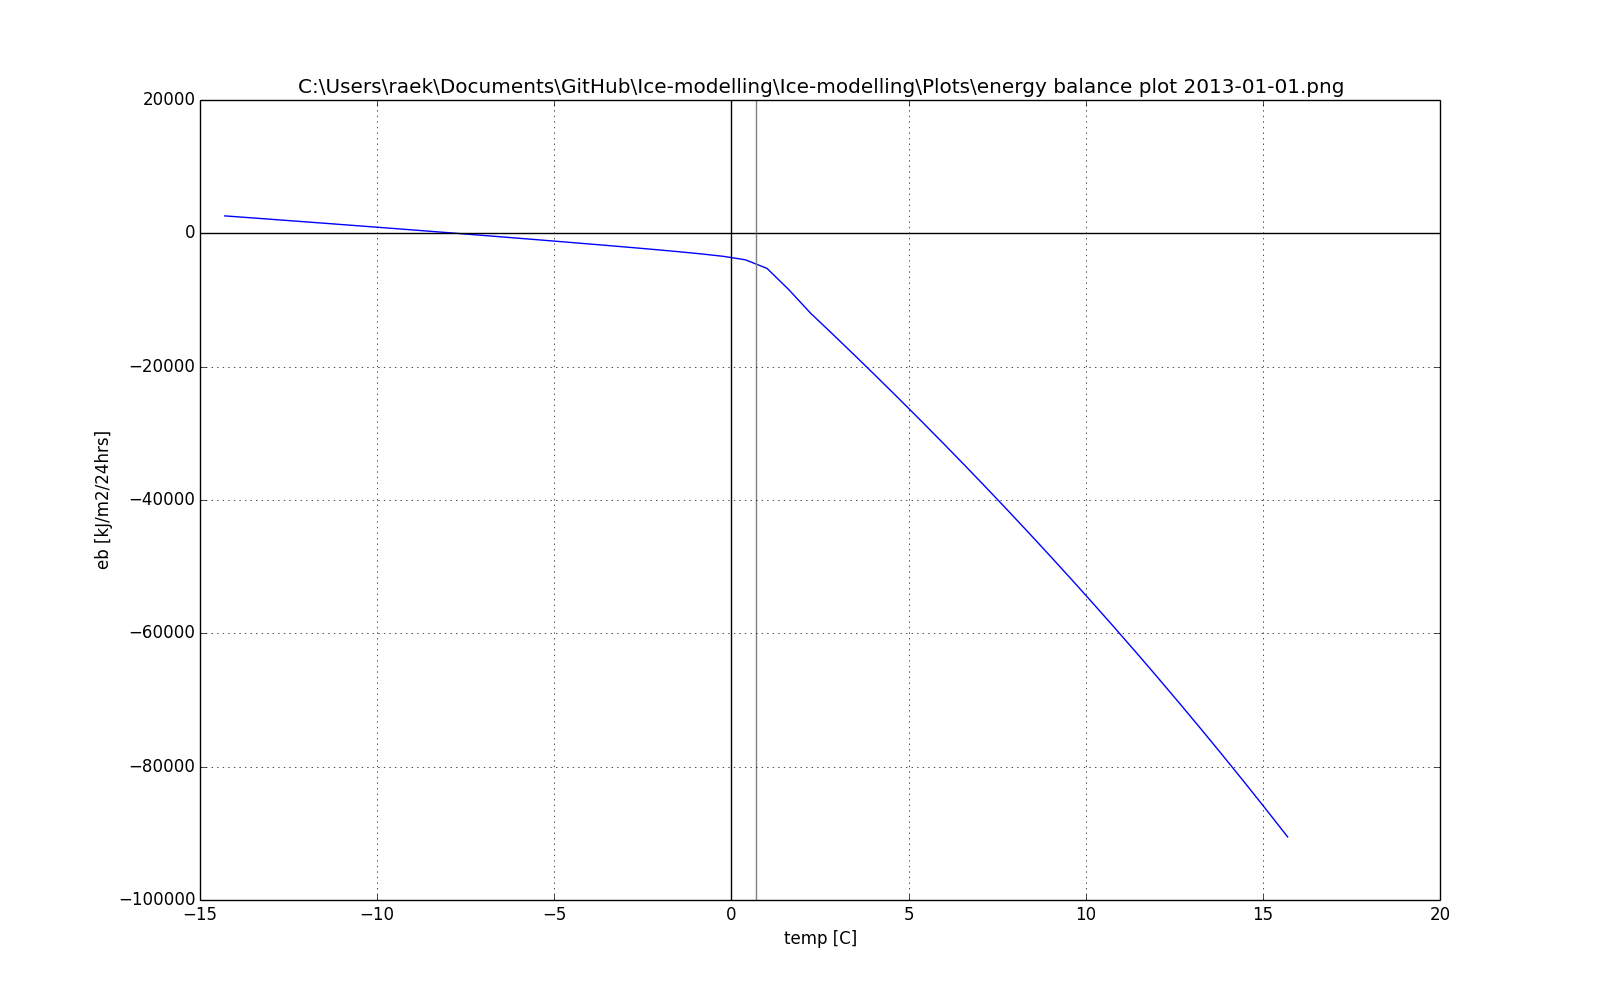 C:\Users\raek\Documents\GitHub\Ice-modelling\Ice-modelling\Plots\energy balance plot 2013-01-01.png
20000
0
−20000
−40000
−60000
−80000
−100000
eb [kJ/m2/24hrs]
−15 −10 −5 0 5 10 15 20
temp [C]